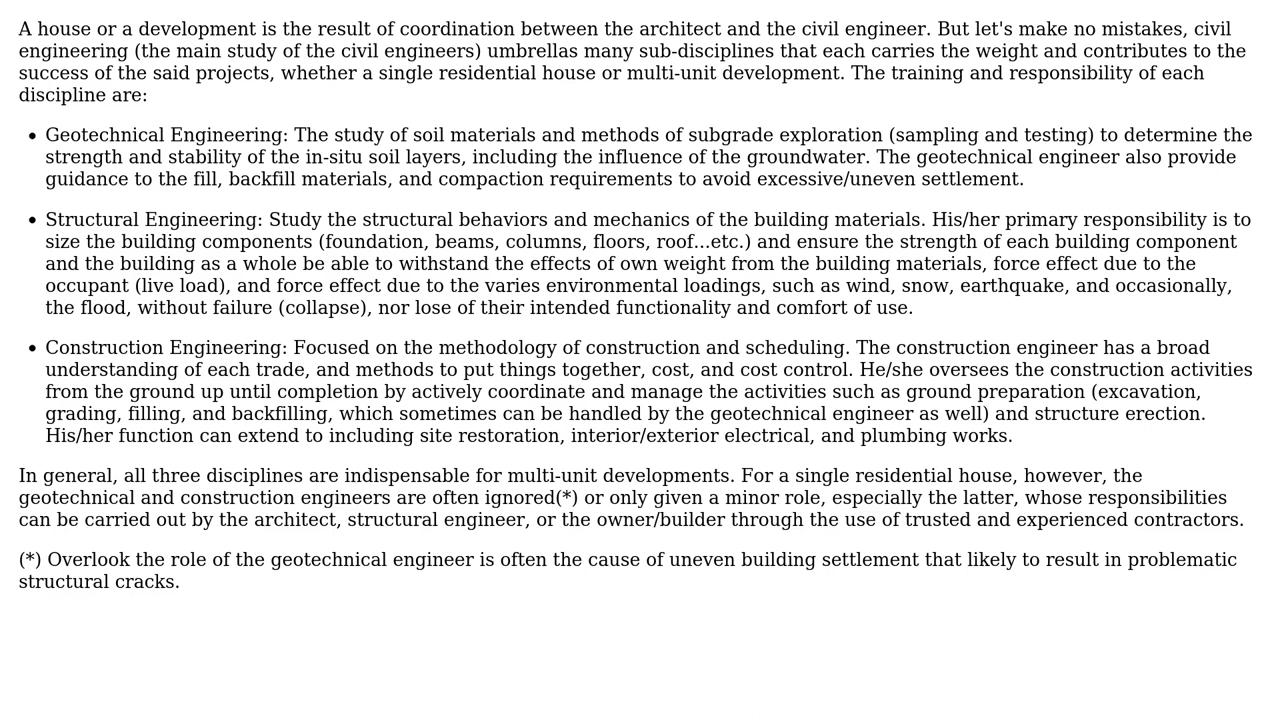 A house or a development is the result of coordination between the architect and the civil engineer. But let's make no mistakes, civil
engineering (the main study of the civil engineers) umbrellas many sub-disciplines that each carries the weight and contributes to the
success of the said projects, whether a single residential house or multi-unit development. The training and responsibility of each
discipline are:
• Geotechnical Engineering: The study of soil materials and methods of subgrade exploration (sampling and testing) to determine the
strength and stability of the in-situ soil layers, including the influence of the groundwater. The geotechnical engineer also provide
guidance to the fill, backfill materials, and compaction requirements to avoid excessive/uneven settlement.
• Structural Engineering: Study the structural behaviors and mechanics of the building materials. His/her primary responsibility is to
size the building components (foundation, beams, columns, floors, roof...etc.) and ensure the strength of each building component
and the building as a whole be able to withstand the effects of own weight from the building materials, force effect due to the
occupant (live load), and force effect due to the varies environmental loadings, such as wind, snow, earthquake, and occasionally,
the flood, without failure (collapse), nor lose of their intended functionality and comfort of use.
• Construction Engineering: Focused on the methodology of construction and scheduling. The construction engineer has a broad
understanding of each trade, and methods to put things together, cost, and cost control. He/she oversees the construction activities
from the ground up until completion by actively coordinate and manage the activities such as ground preparation (excavation,
grading, filling, and backfilling, which sometimes can be handled by the geotechnical engineer as well) and structure erection.
His/her function can extend to including site restoration, interior/exterior electrical, and plumbing works.
In general, all three disciplines are indispensable for multi-unit developments. For a single residential house, however, the
geotechnical and construction engineers are often ignored(*) or only given a minor role, especially the latter, whose responsibilities
can be carried out by the architect, structural engineer, or the owner/builder through the use of trusted and experienced contractors.
(*) Overlook the role of the geotechnical engineer is often the cause of uneven building settlement that likely to result in problematic
structural cracks.